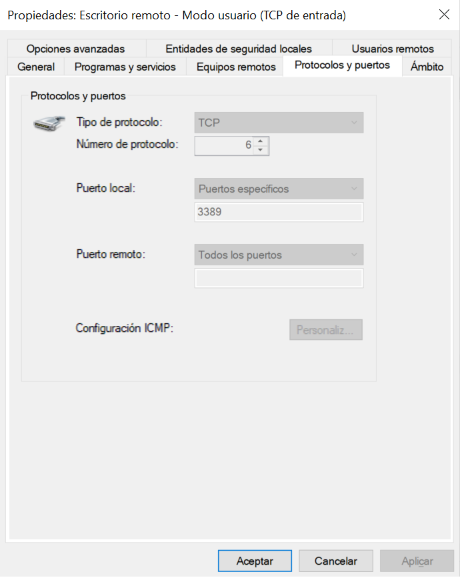 Propiedades: Escritorio remoto - Modo usuario (TCP de entrada)
Opciones avanzadas Entidades de seguridad locales Usuarios remotos
General Programas y servicios Equipos remotos Protocolos y puertos Ámbito
Protocolos y puertos
Tipo de protocolo: TCP
Número de protocolo: 6
Puerto local: Puertos específicos
3389
Puerto remoto: Todos los puertos
Configuración ICMP: Personaliz...
Aceptar Cancelar Aplicar